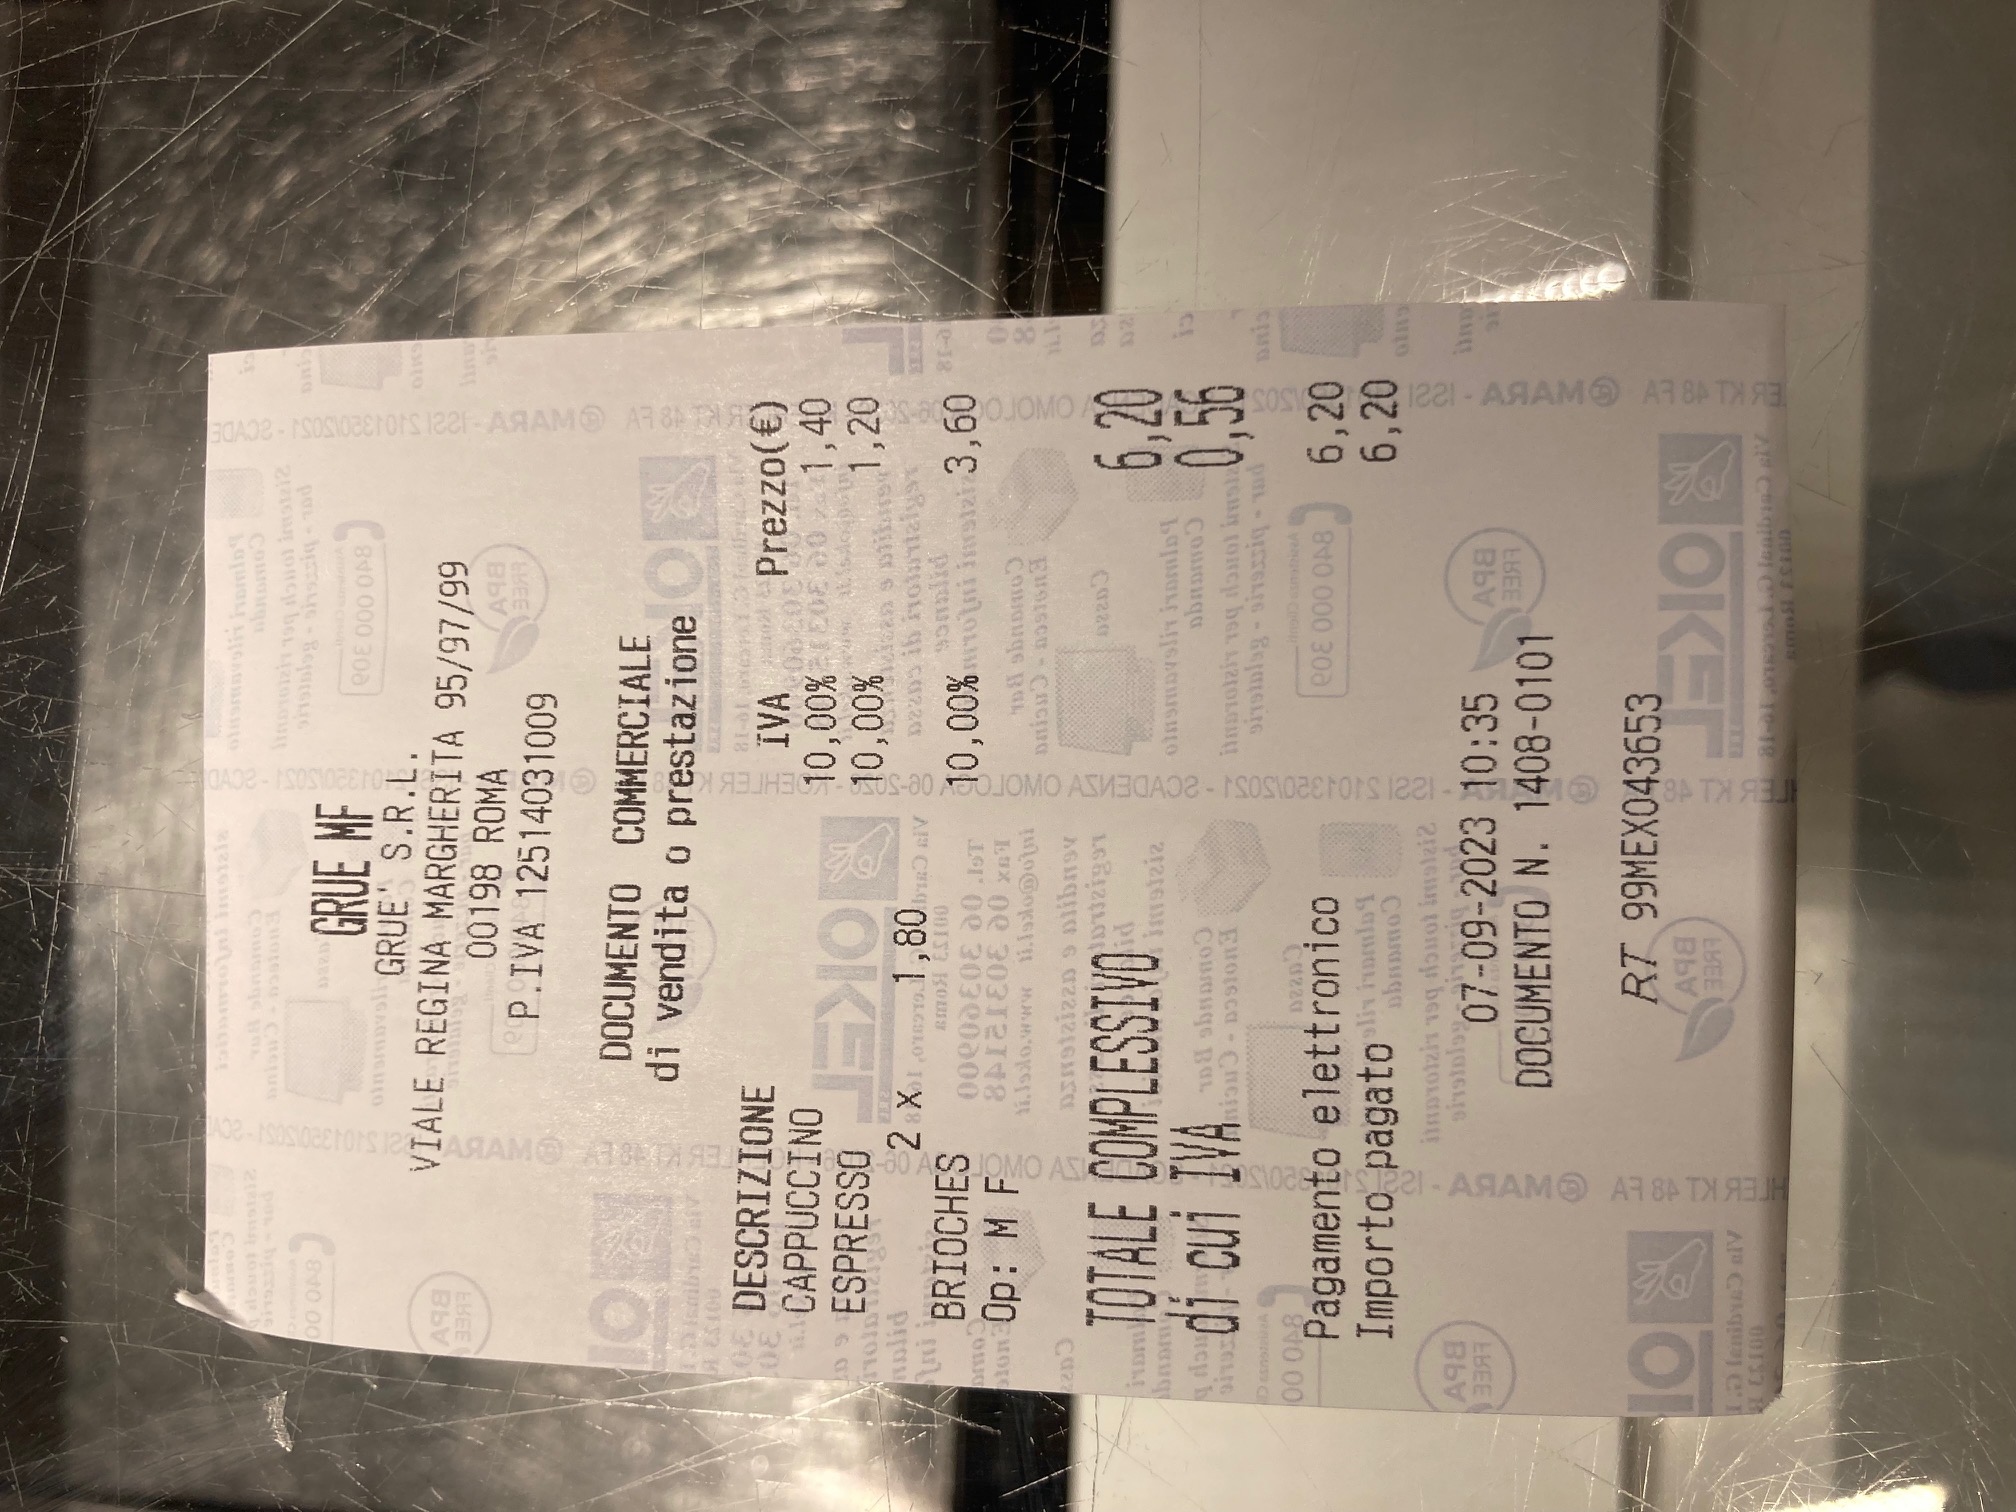 GRUE MF
GRUE' S.R.L.
VIALE REGINA MARGHERITA 95/97/99
00198 ROMA
P.IVA 12514031009
DOCUMENTO COMMERCIALE
di vendita o prestazione
DESCRIZIONE IVA Prezzo(€)
CAPPUCCINO 10,00% 1,40
ESPRESSO 10,00% 1,20
2 x 1,80
BRIOCHES 10,00% 3,60
Op: M F
TOTALE COMPLESSIVO 6,20
di cui IVA 0,56
Pagamento elettronico 6,20
Importo pagato 6,20
07-09-2023 10:35
DOCUMENTO N. 1408-0101
RT 99MEX043653